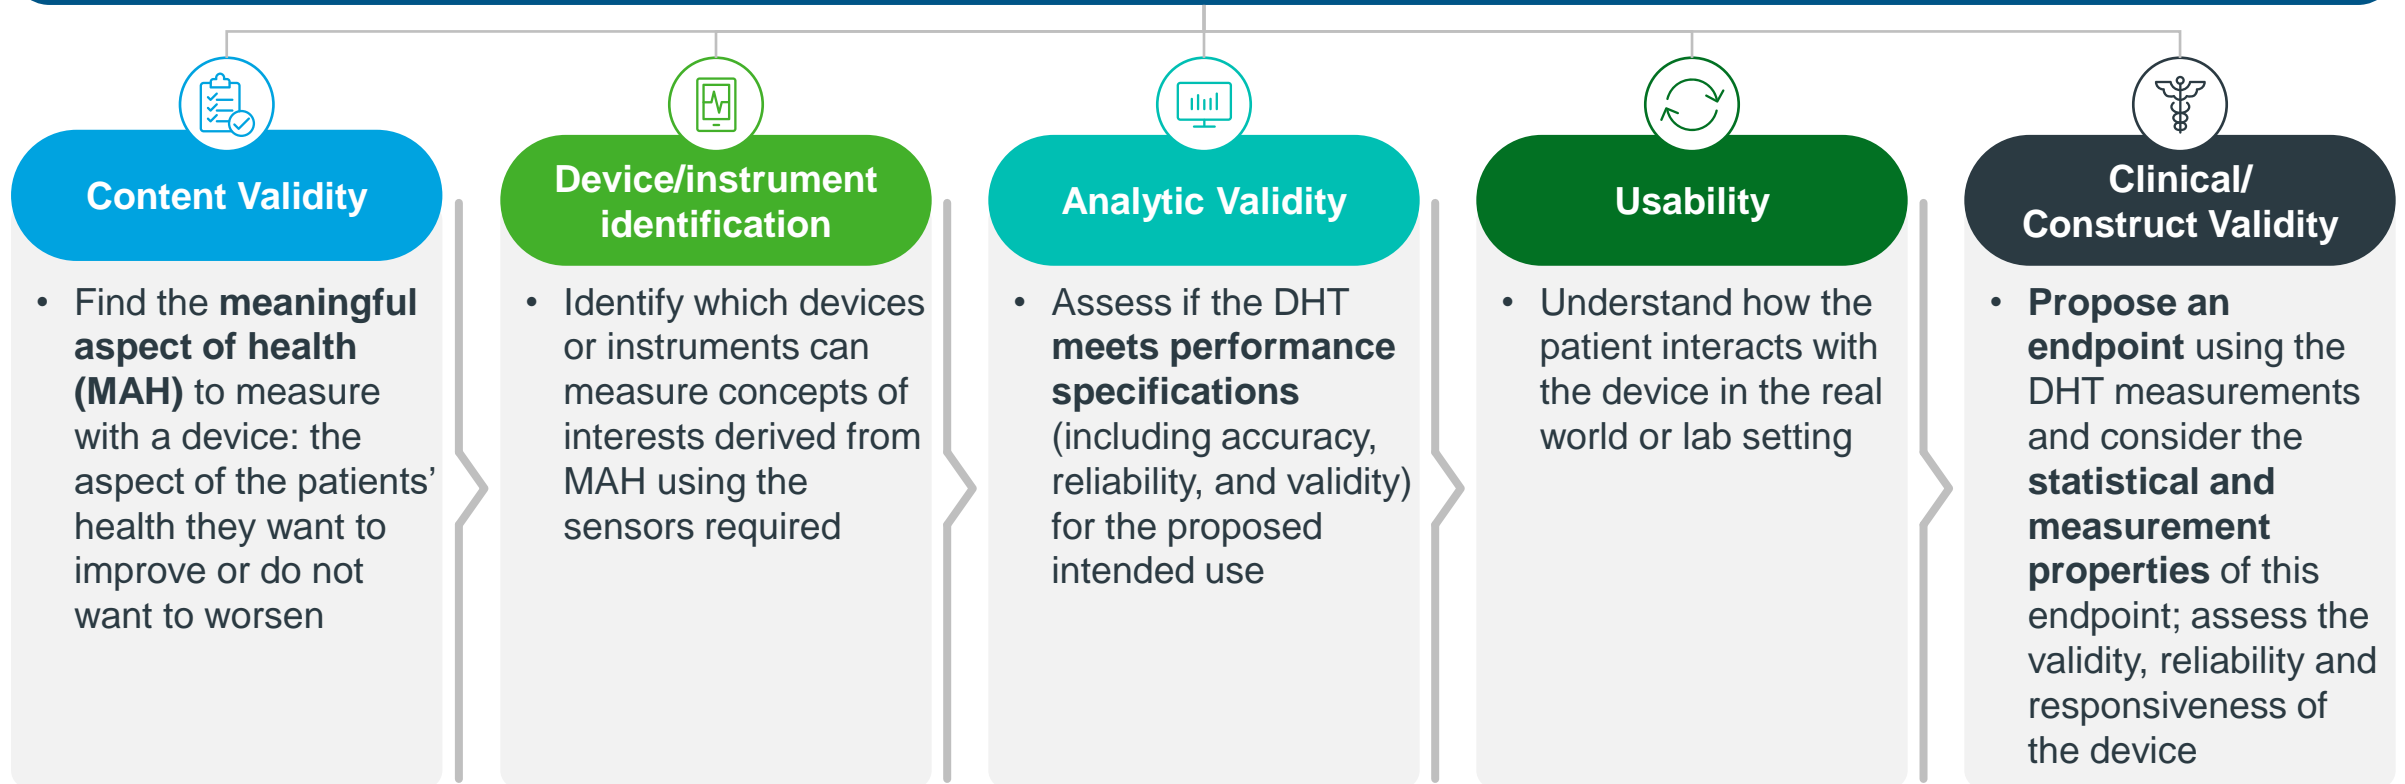 Content Validity
• Find the meaningful
aspect of health
(MAH) to measure
with a device: the
aspect of the patients’
health they want to
improve or do not
want to worsen
Device/instrument
identification
• Identify which devices
or instruments can
measure concepts of
interests derived from
MAH using the
sensors required
Analytic Validity
• Assess if the DHT
meets performance
specifications
(including accuracy,
reliability, and validity)
for the proposed
intended use
Usability
• Understand how the
patient interacts with
the device in the real
world or lab setting
Clinical/
Construct Validity
• Propose an
endpoint using the
DHT measurements
and consider the
statistical and
measurement
properties of this
endpoint; assess the
validity, reliability and
responsiveness of
the device